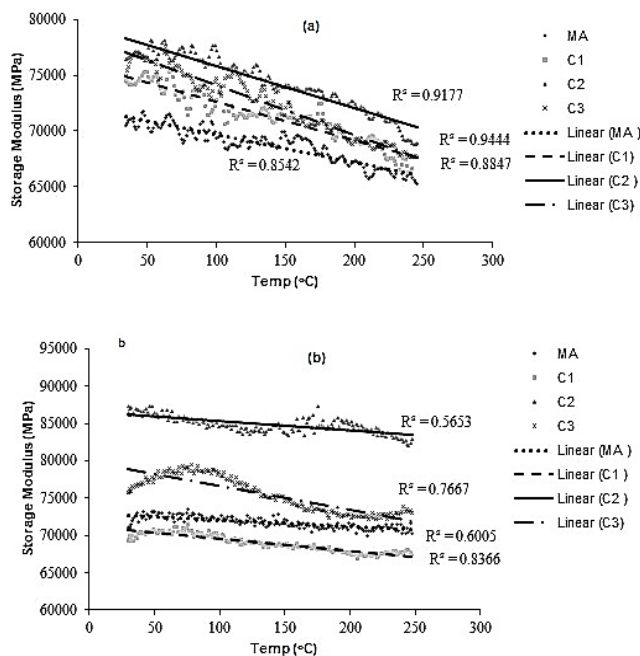 (a)
80000
75000
70000
65000
60000
Storage Modulus (MPa)
0 50 100 150 200 250 300
Temp (°C)
R² = 0.9177
R² = 0.9444
R² = 0.8847
R² = 0.8542
MA
C1
C2
C3
Linear (MA)
Linear (C1)
Linear (C2 )
Linear (C3)
b
(b)
95000
90000
85000
80000
75000
70000
65000
60000
Storage Modulus (MPa)
0 50 100 150 200 250 300
Temp (°C)
R² = 0.5653
R² = 0.7667
R² = 0.6005
R² = 0.8366
MA
C1
C2
C3
Linear (MA )
Linear (C1 )
Linear (C2 )
Linear (C3)